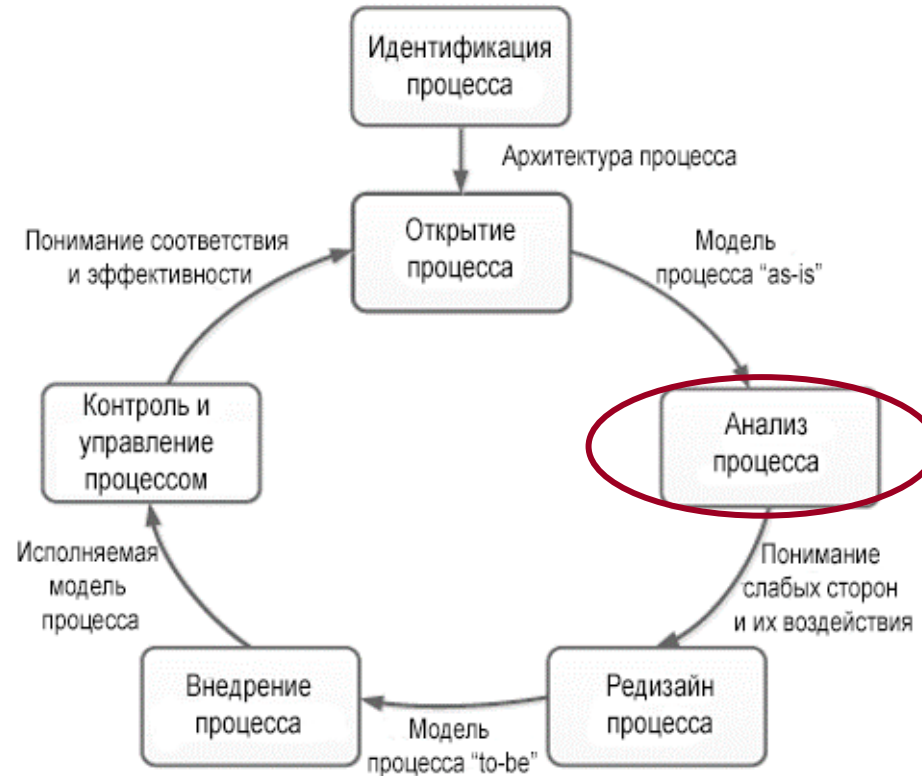 Идентификация
процесса
Архитектура процесса
Открытие
процесса
Понимание соответствия
и эффективности
Модель
процесса “as-is”
Контроль и
управление
процессом
Анализ
процесса
Исполняемая
модель
процесса
Понимание
слабых сторон
и их воздействия
Внедрение
процесса
Модель
процесса “to-be”
Редизайн
процесса